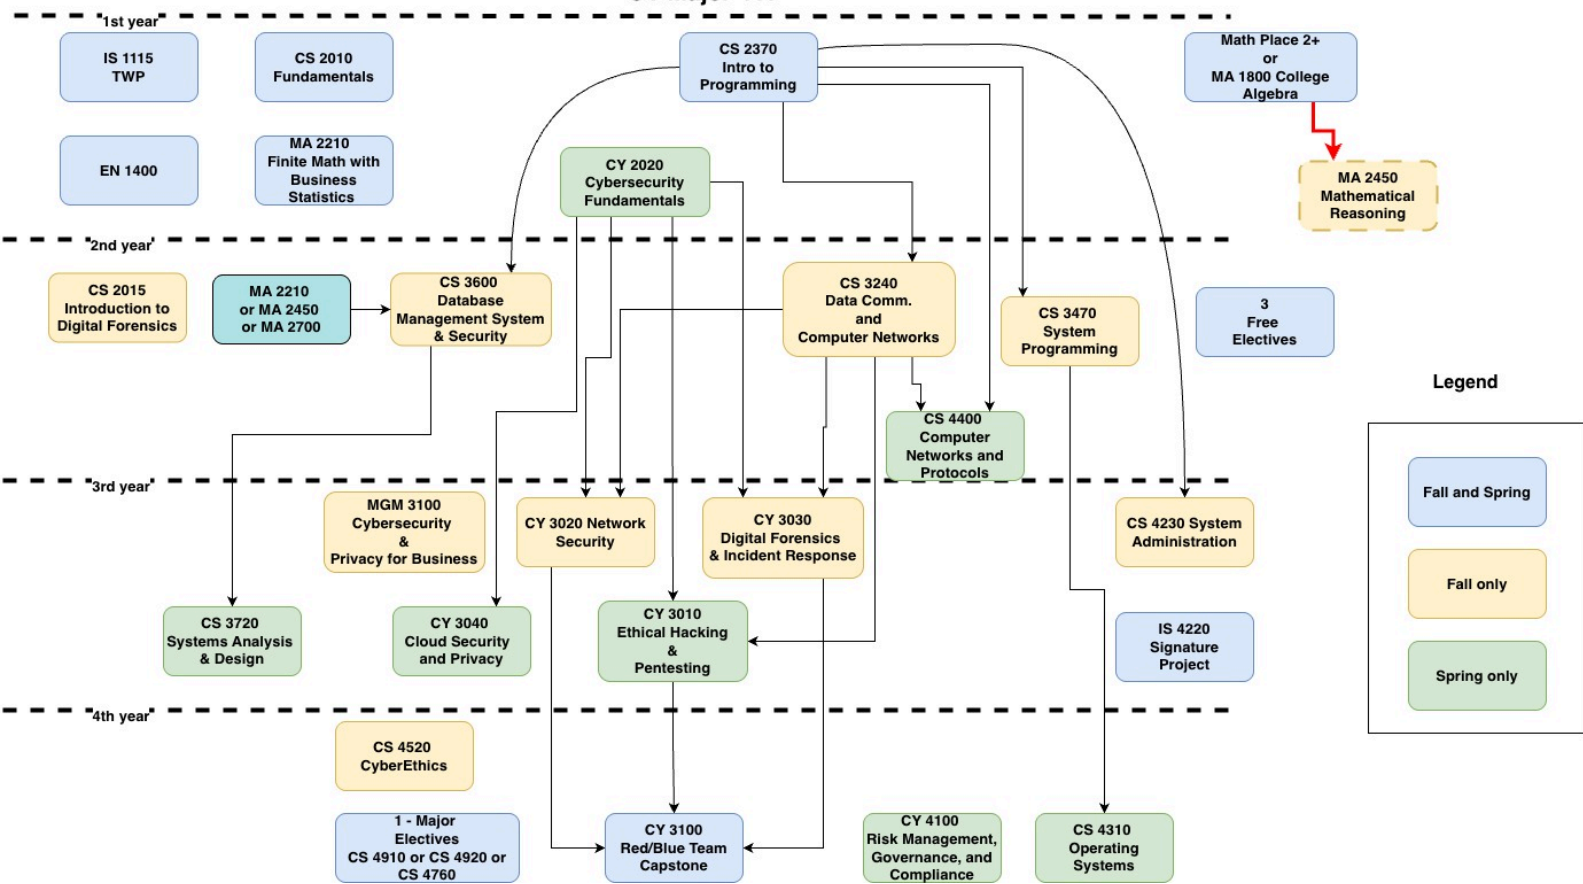 1st year
IS 1115
TWP
CS 2010
Fundamentals
CS 2370
Intro to
Programming
Math Place 2+
or
MA 1800 College
Algebra
EN 1400
MA 2210
Finite Math with
Business
Statistics
CY 2020
Cybersecurity
Fundamentals
MA 2450
Mathematical
Reasoning
2nd year
CS 2015
Introduction to
Digital Forensics
MA 2210
or MA 2450
or MA 2700
CS 3600
Database
Management System
& Security
CS 3240
Data Comm.
and
Computer Networks
CS 3470
System
Programming
3
Free
Electives
CS 4400
Computer
Networks and
Protocols
Legend
Fall and Spring
Fall only
Spring only
3rd year
MGM 3100
Cybersecurity
&
Privacy for Business
CY 3020 Network
Security
CY 3030
Digital Forensics
& Incident Response
CS 4230 System
Administration
CS 3720
Systems Analysis
& Design
CY 3040
Cloud Security
and Privacy
CY 3010
Ethical Hacking
&
Pentesting
IS 4220
Signature
Project
4th year
CS 4520
CyberEthics
1 - Major
Electives
CS 4910 or CS 4920 or
CS 4760
CY 3100
Red/Blue Team
Capstone
CY 4100
Risk Management,
Governance, and
Compliance
CS 4310
Operating
Systems